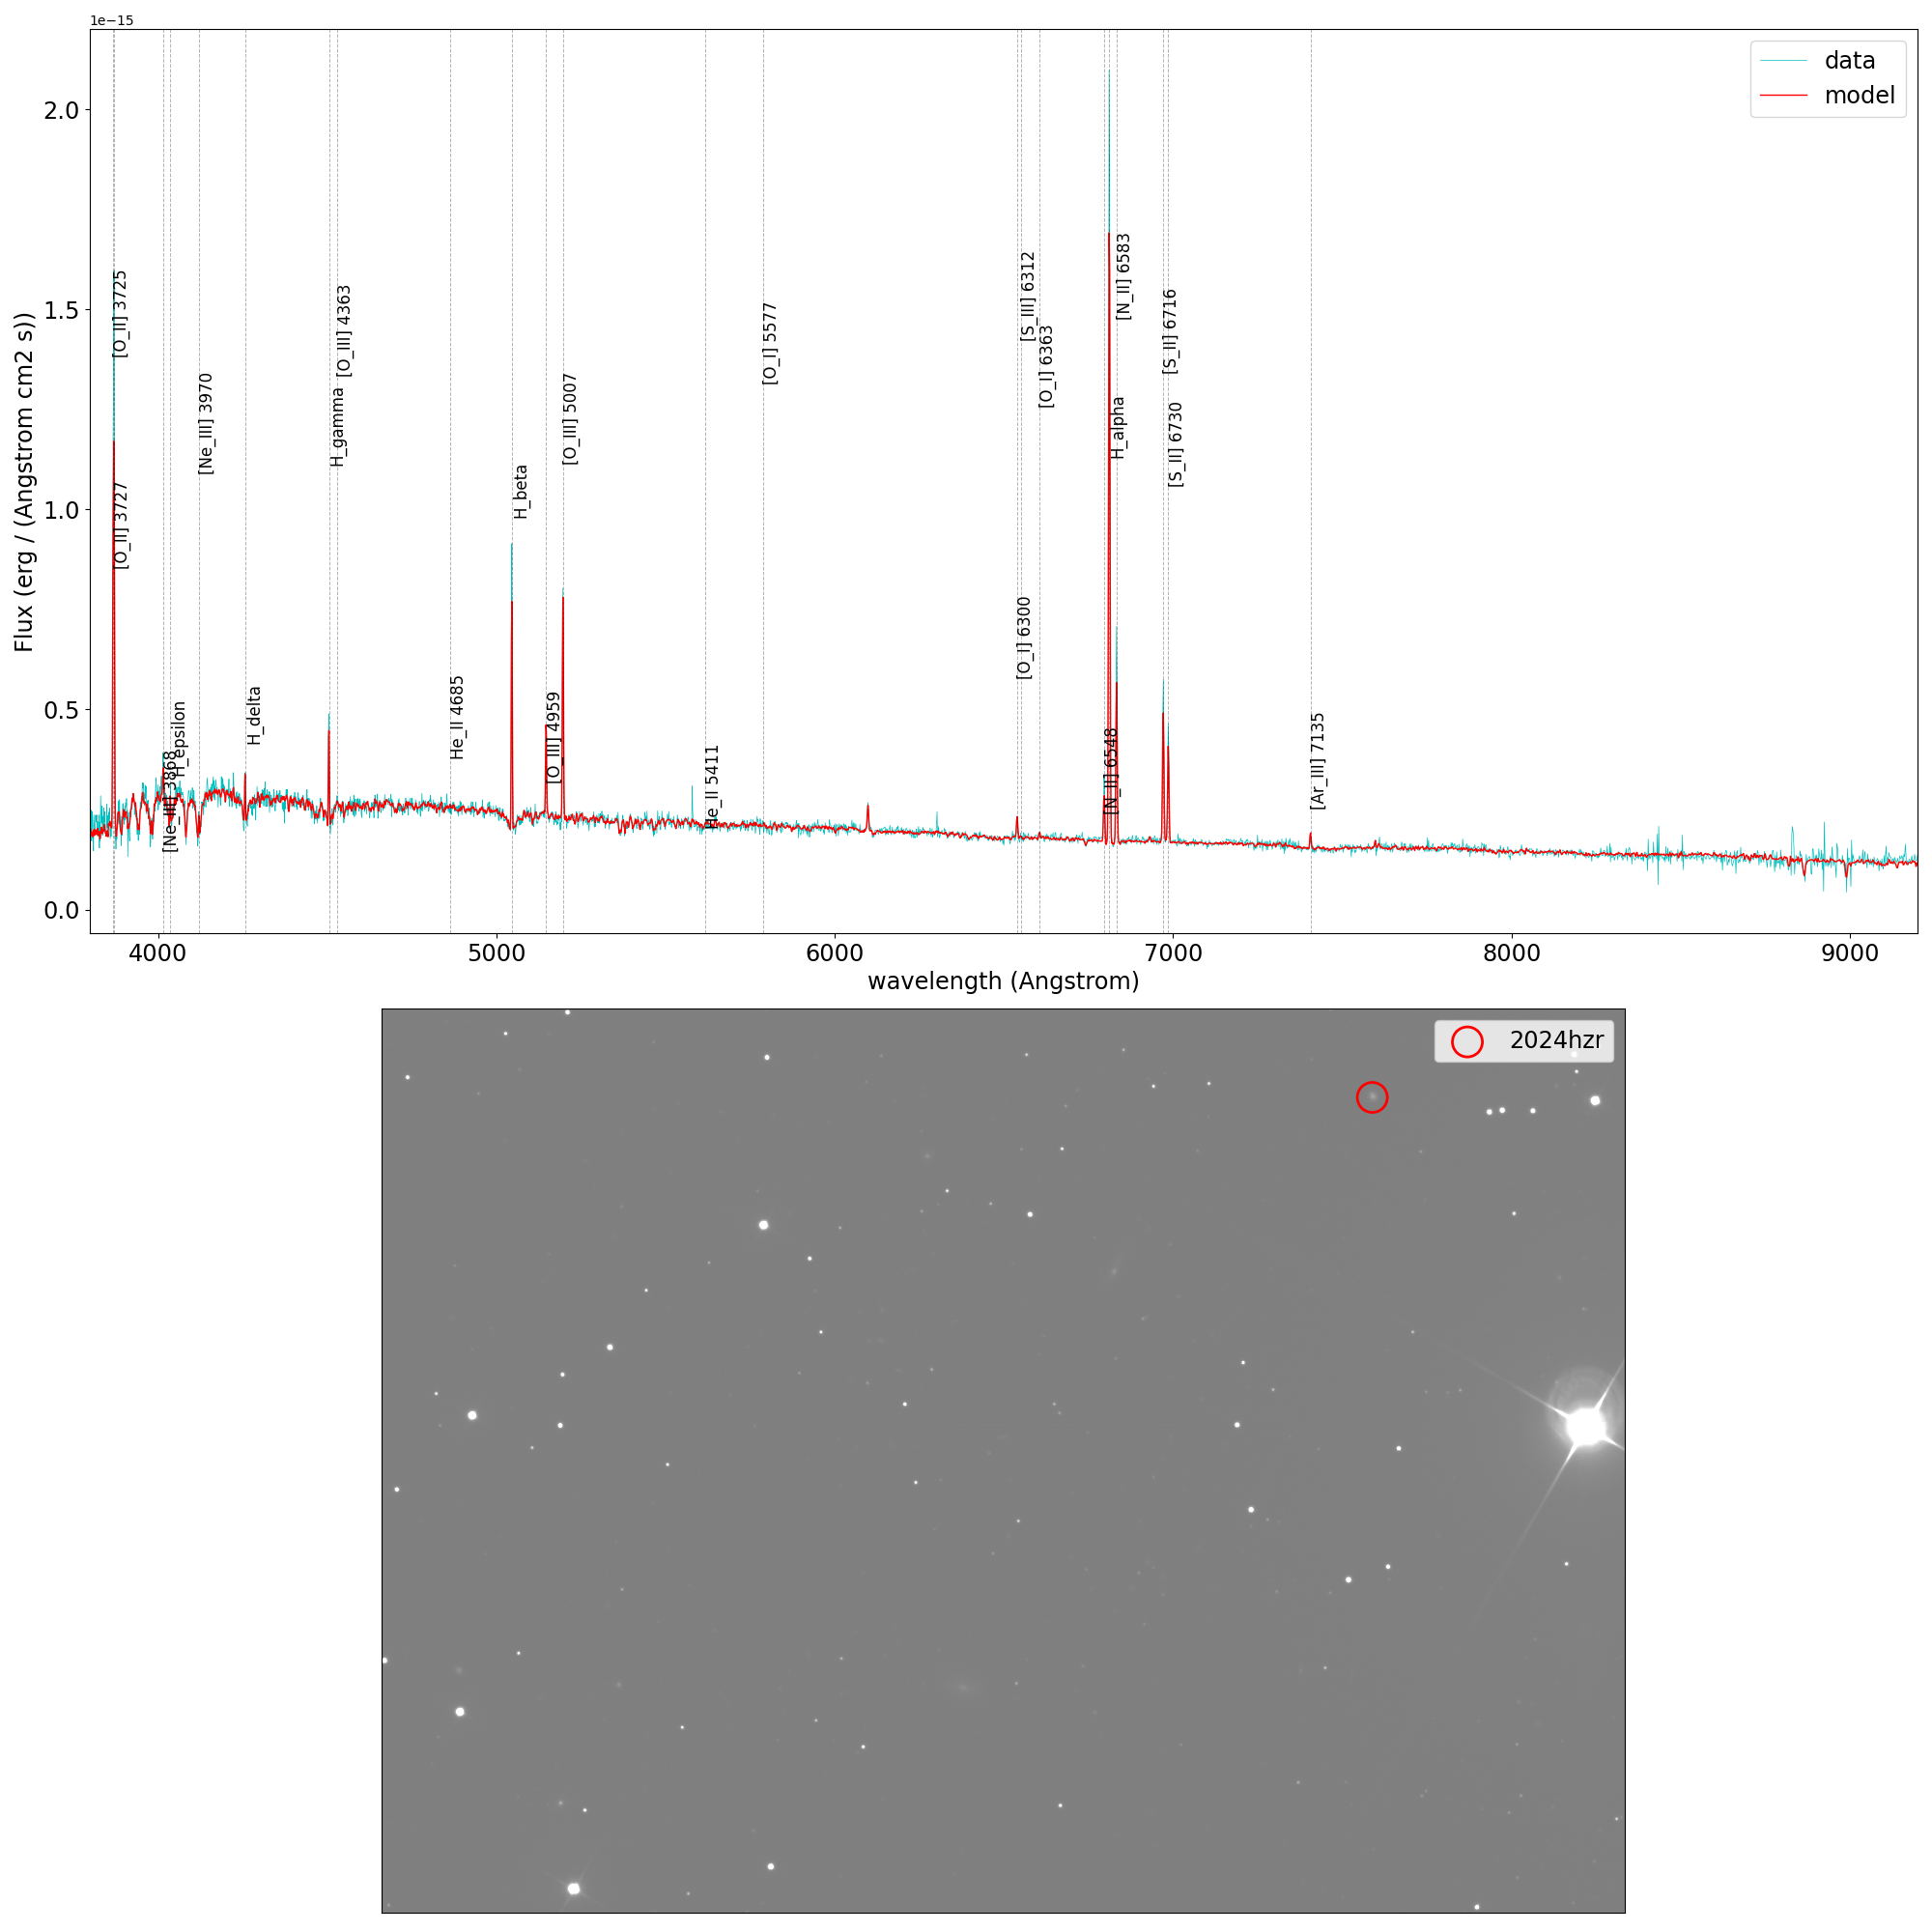 1e−15
data
model
2.0
1.5
1.0
0.5
0.0
Flux (erg / (Angstrom cm2 s))
[O_II] 3725
[O_II] 3727
[Ne_III] 3868
H_epsilon
[Ne_III] 3970
H_delta
H_gamma
[O_III] 4363
He_II 4685
H_beta
[O_III] 4959
[O_III] 5007
He_II 5411
[O_I] 5577
[O_I] 6300
[S_III] 6312
[O_I] 6363
[N_II] 6548
H_alpha
[N_II] 6583
[S_II] 6716
[S_II] 6730
[Ar_III] 7135
4000 5000 6000 7000 8000 9000
wavelength (Angstrom)
2024hzr